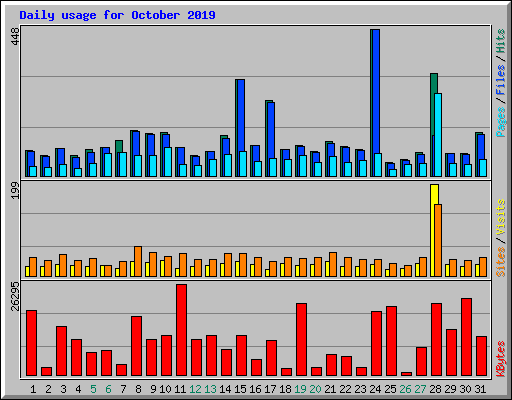 Daily usage for October 2019
448
Pages / Files / Hits
199
Sites / Visits
26295
KBytes
1 2 3 4 5 6 7 8 9 10 11 12 13 14 15 16 17 18 19 20 21 22 23 24 25 26 27 28 29 30 31